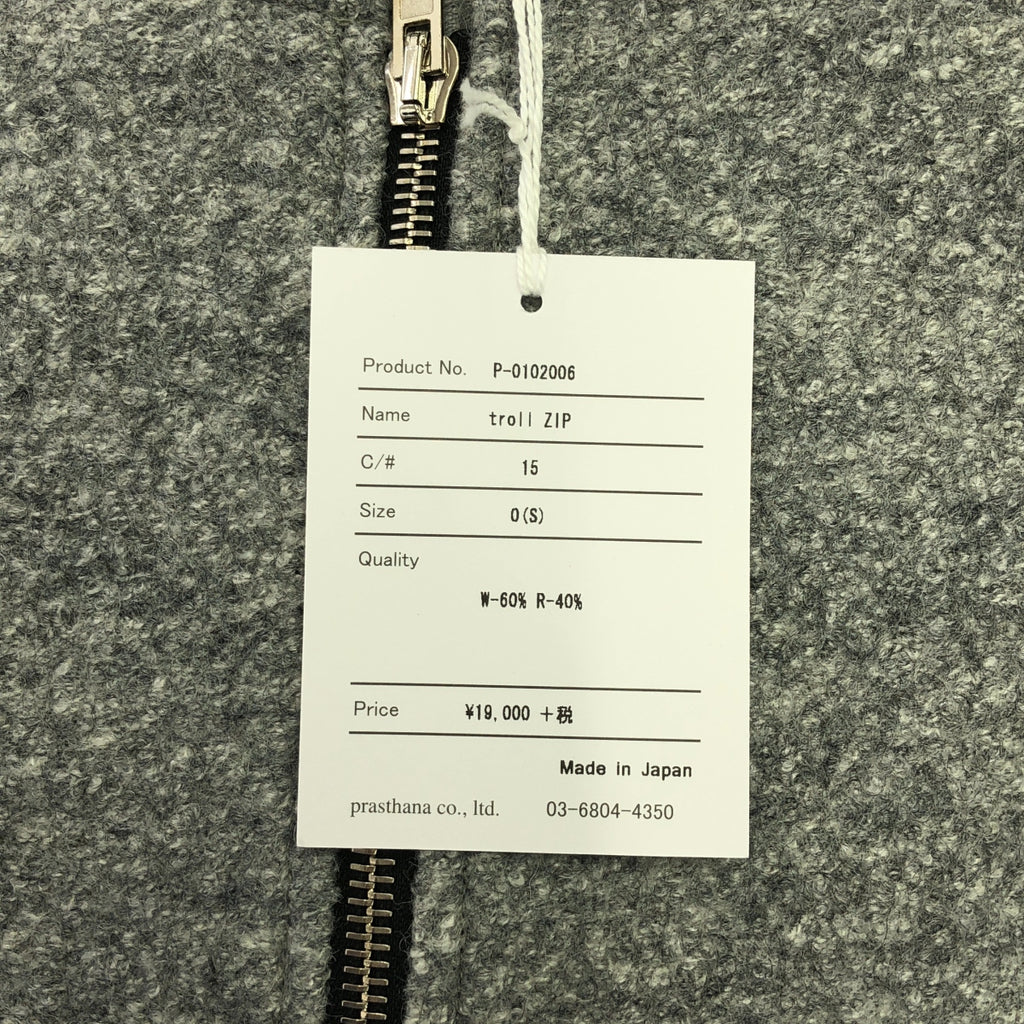 Product No. P-0102006
Name troll ZIP
C/# 15
Size 0(S)
Quality
W-60% R-40%
Price ¥19,000 +税
Made in Japan
prasthana co., ltd. 03-6804-4350